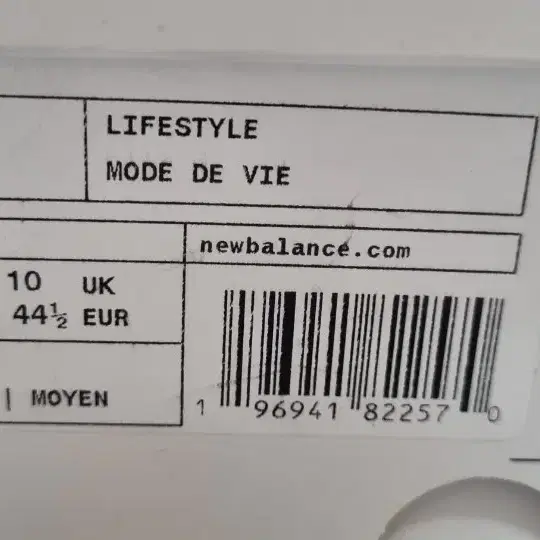 LIFESTYLE
MODE DE VIE
newbalance.com
10 UK
44½ EUR
| MOYEN
1 96941 82257 0